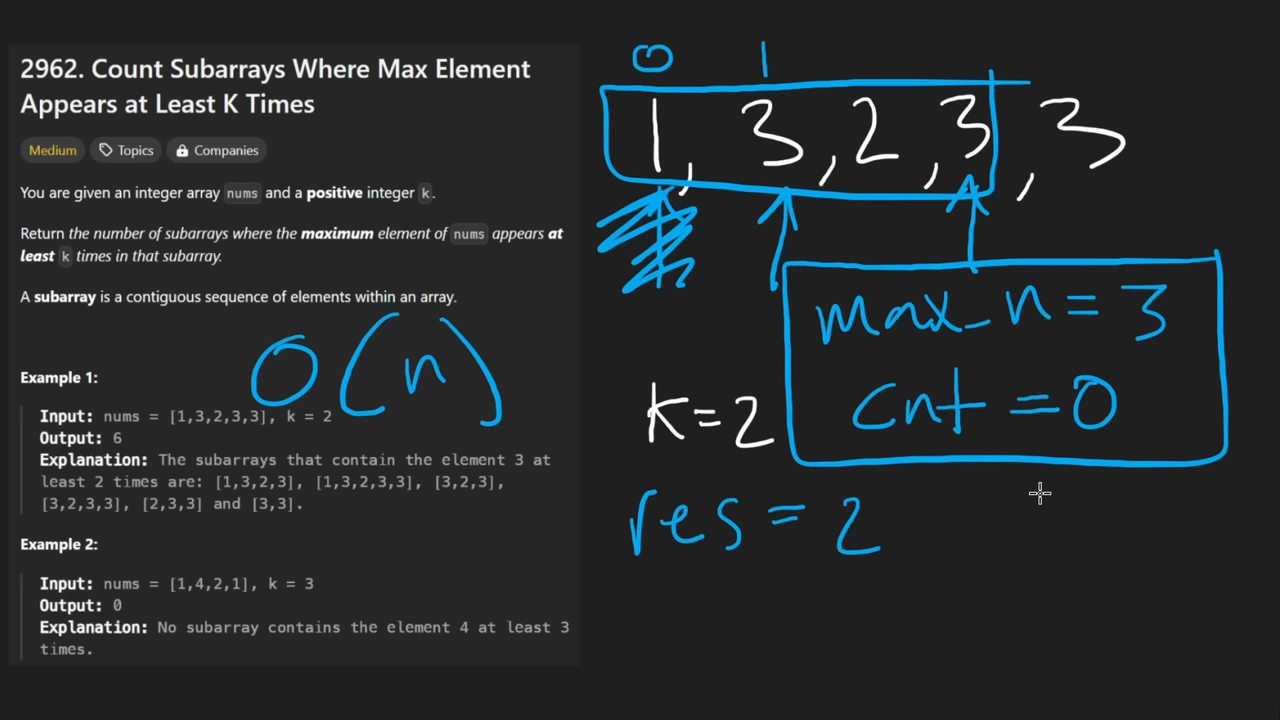 2962. Count Subarrays Where Max Element
Appears at Least K Times
Medium Topics Companies
You are given an integer array nums and a positive integer k.
Return the number of subarrays where the maximum element of nums appears at
least k times in that subarray.
A subarray is a contiguous sequence of elements within an array.
O(n)
Example 1:
Input: nums = [1,3,2,3,3], k = 2
Output: 6
Explanation: The subarrays that contain the element 3 at
least 2 times are: [1,3,2,3], [1,3,2,3,3], [3,2,3],
[3,2,3,3], [2,3,3] and [3,3].
Example 2:
Input: nums = [1,4,2,1], k = 3
Output: 0
Explanation: No subarray contains the element 4 at least 3
times.
0 1
1, 3, 2, 3, 3
max_n = 3
cnt = 0
k=2
res = 2